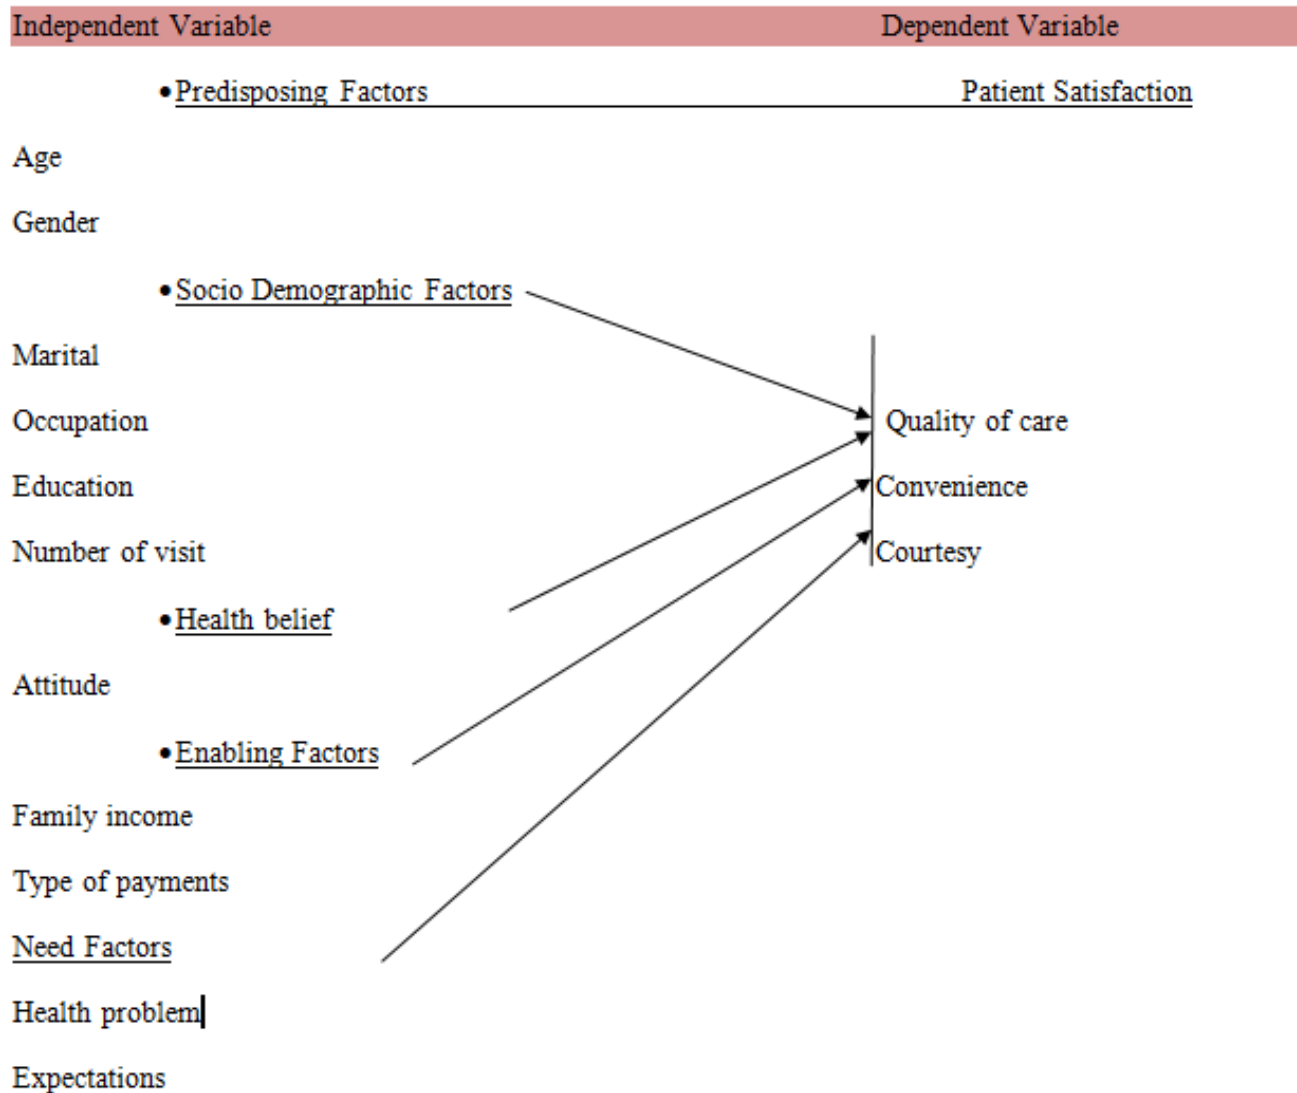 Independent Variable Dependent Variable
•Predisposing Factors Patient Satisfaction
Age
Gender
•Socio Demographic Factors
Marital
Occupation Quality of care
Education Convenience
Number of visit Courtesy
•Health belief
Attitude
•Enabling Factors
Family income
Type of payments
Need Factors
Health problem
Expectations